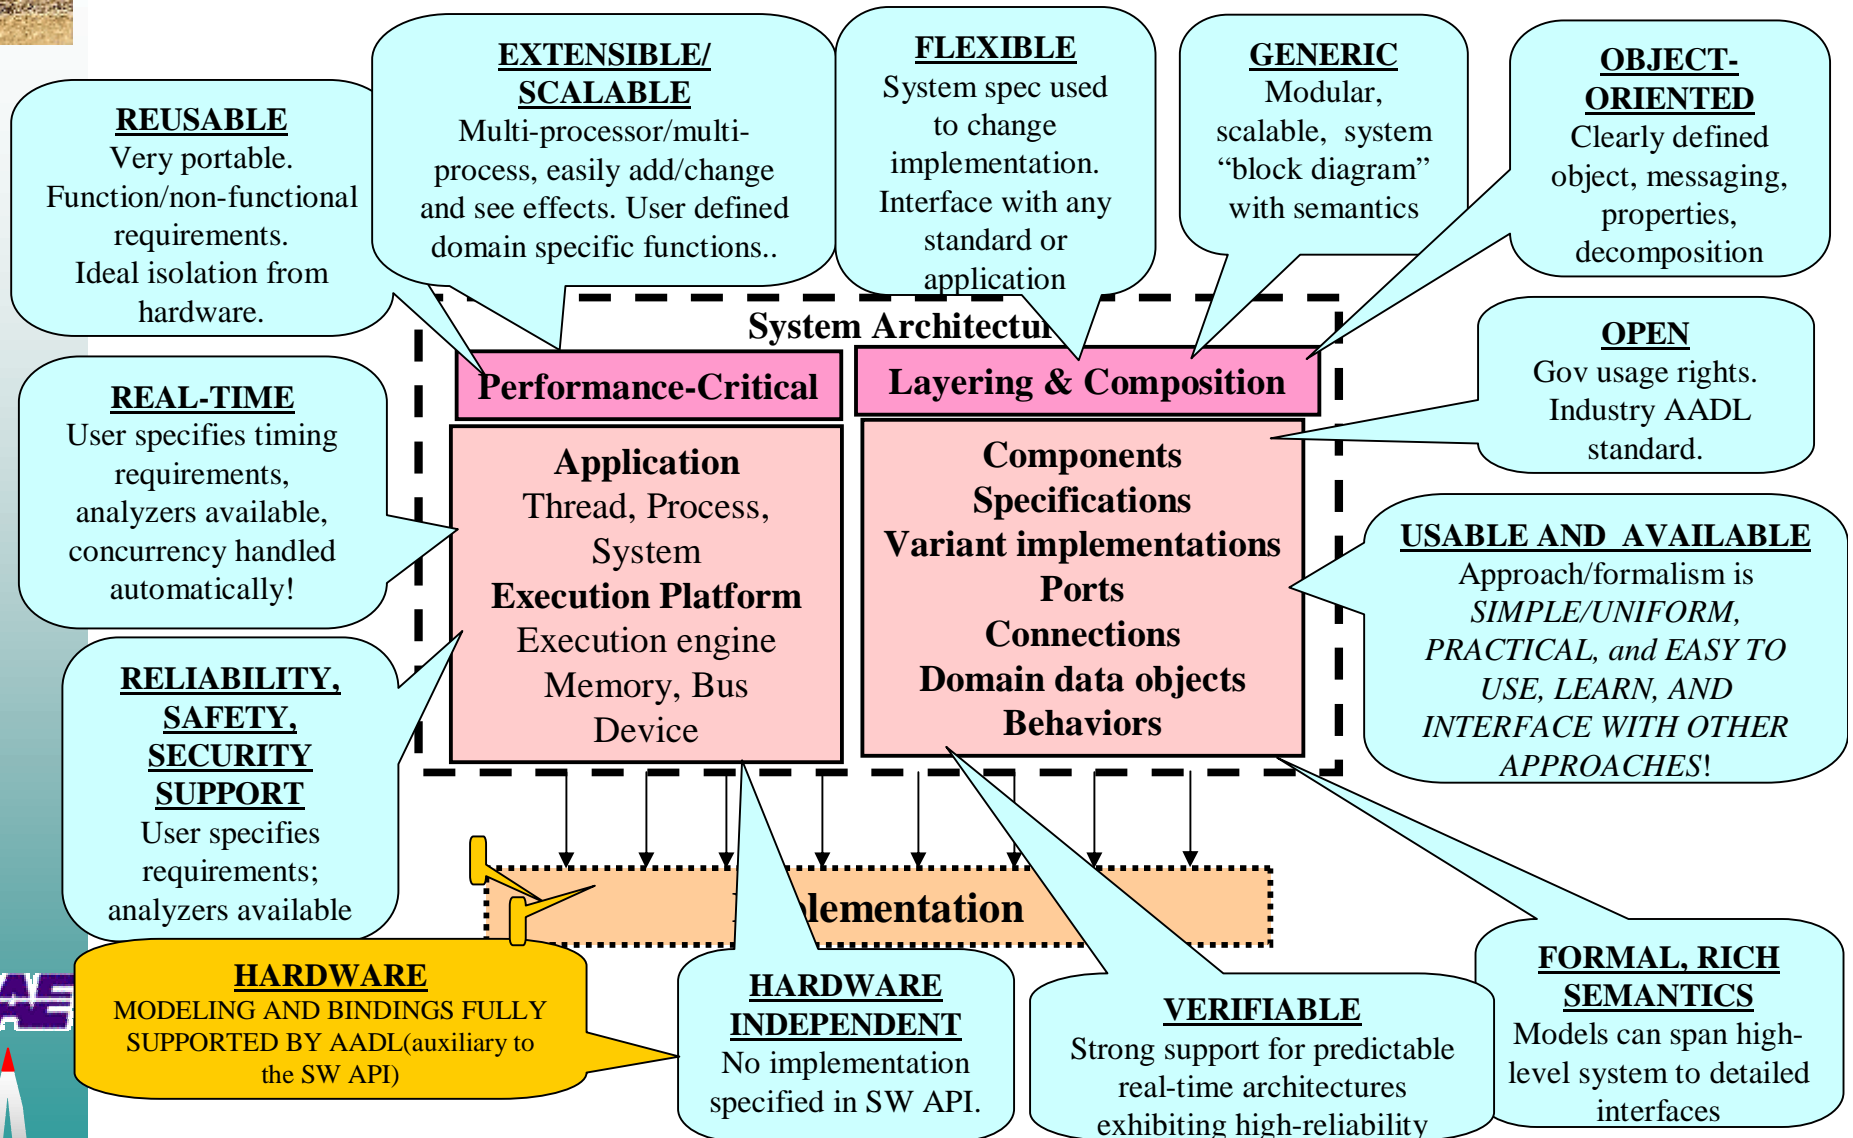 EXTENSIBLE/
SCALABLE
Multi-processor/multi-
process, easily add/change
and see effects. User defined
domain specific functions..
FLEXIBLE
System spec used
to change
implementation.
Interface with any
standard or
application
GENERIC
Modular,
scalable, system
“block diagram”
with semantics
OBJECT-
ORIENTED
Clearly defined
object, messaging,
properties,
decomposition
REUSABLE
Very portable.
Function/non-functional
requirements.
Ideal isolation from
hardware.
System
Performance-Critical
Layering & Composition
OPEN
Gov usage rights.
Industry AADL
standard.
REAL-TIME
User specifies timing
requirements,
analyzers available,
concurrency handled
automatically!
Application
Thread, Process,
System
Execution Platform
Execution engine
Memory, Bus
Device
Components
Specifications
Variant implementations
Ports
Connections
Domain data objects
Behaviors
USABLE AND AVAILABLE
Approach/formalism is
SIMPLE/UNIFORM,
PRACTICAL, and EASY TO
USE, LEARN, AND
INTERFACE WITH OTHER
APPROACHES!
RELIABILITY,
SAFETY,
SECURITY
SUPPORT
User specifies
requirements;
analyzers available
HARDWARE
MODELING AND BINDINGS FULLY
SUPPORTED BY AADL(auxiliary to
the SW API)
HARDWARE
INDEPENDENT
No implementation
specified in SW API.
VERIFIABLE
Strong support for predictable
real-time architectures
exhibiting high-reliability
FORMAL, RICH
SEMANTICS
Models can span high-
level system to detailed
interfaces